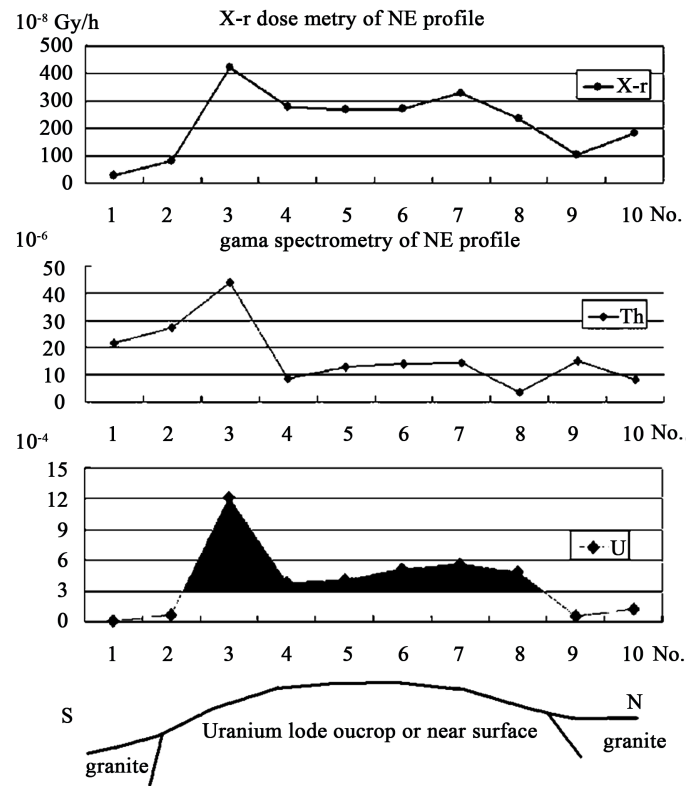 X-r dose metry of NE profile
10-8 Gy/h
500
400
300
200
100
0
X-r
1 2 3 4 5 6 7 8 9 10 No.
gama spectrometry of NE profile
10-6
50
40
30
20
10
0
Th
1 2 3 4 5 6 7 8 9 10 No.
10-4
15
12
9
6
3
0
U
1 2 3 4 5 6 7 8 9 10 No.
S
N
Uranium lode oucrop or near surface
granite
granite